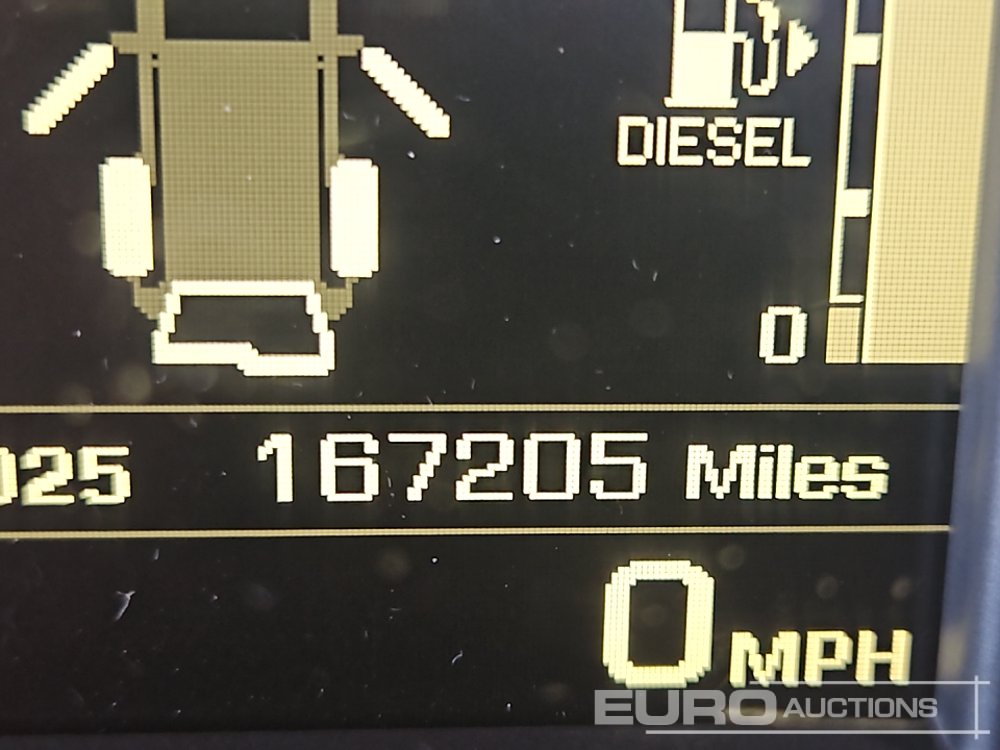 DIESEL
0
025 167205 Miles
0 MPH
EURO AUCTIONS